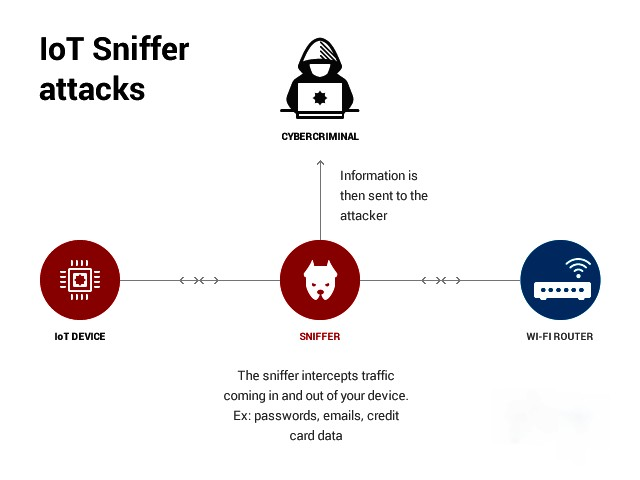 IoT Sniffer
attacks
CYBERCRIMINAL
Information is
then sent to the
attacker
IoT DEVICE
SNIFFER
WI-FI ROUTER
The sniffer intercepts traffic
coming in and out of your device.
Ex: passwords, emails, credit
card data